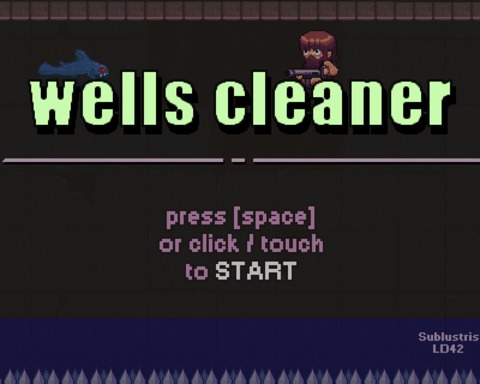 wells cleaner
press [space]
or click / touch
to START
Sublustris
LD42